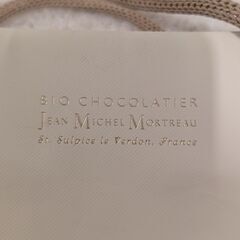 BIO CHOCOLATIER
JEAN MICHEL MORTREAU
St. Sulpice le Verdon, France